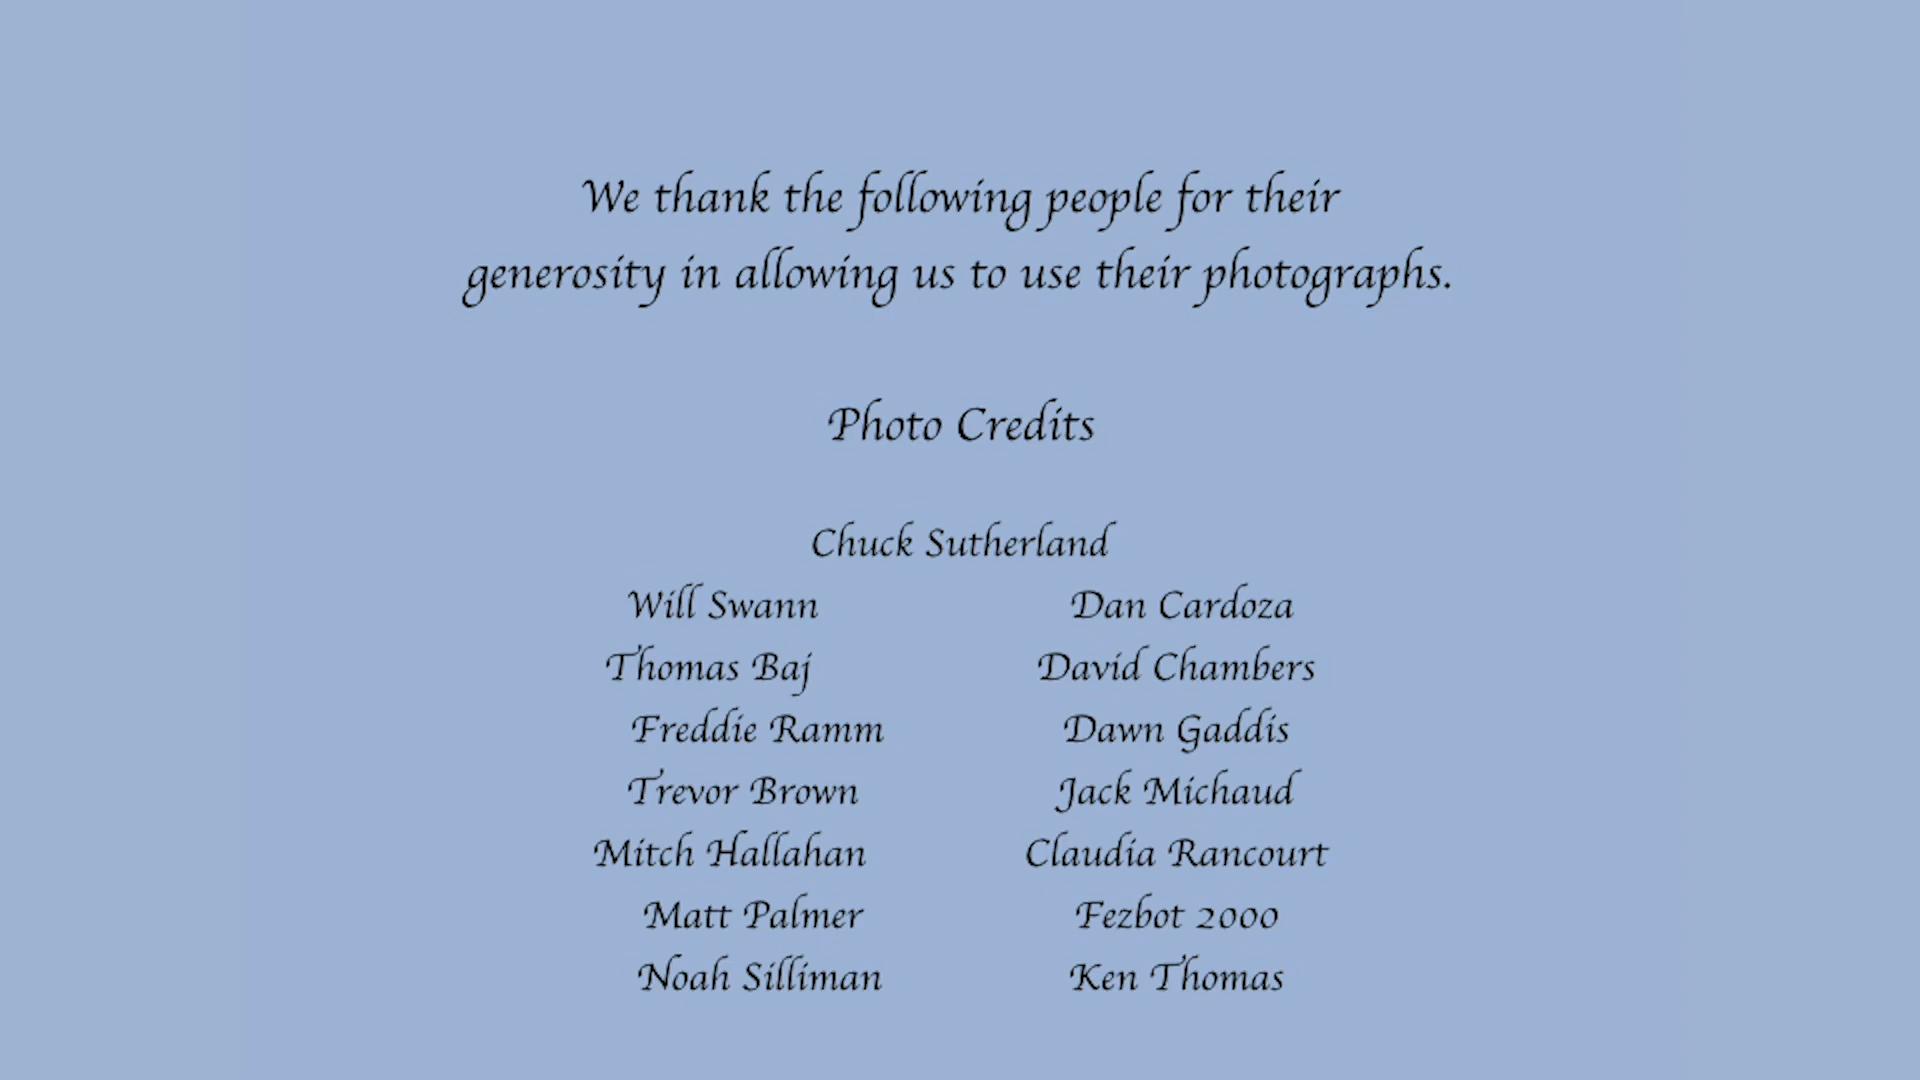 We thank the following people for their
generosity in allowing us to use their photographs.
Photo Credits
Chuck Sutherland
Will Swann Dan Cardoza
Thomas Baj David Chambers
Freddie Ramm Dawn Gaddis
Trevor Brown Jack Michaud
Mitch Hallahan Claudia Rancourt
Matt Palmer Fezbot 2000
Noah Silliman Ken Thomas